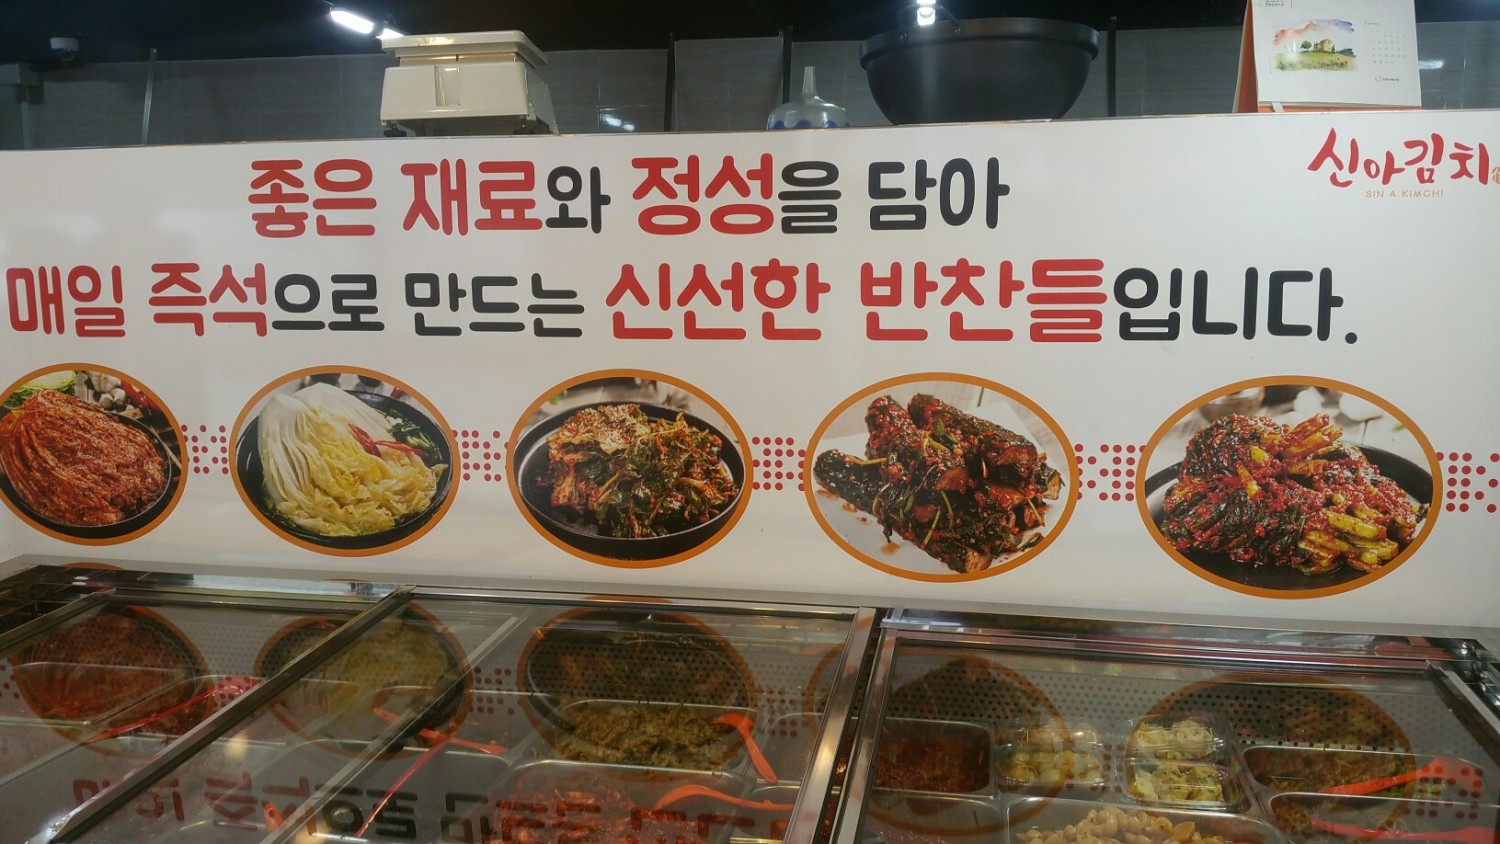 좋은 재료와 정성을 담아
매일 즉석으로 만드는 신선한 반찬들입니다.
신아김치
SIN A KIMCHI